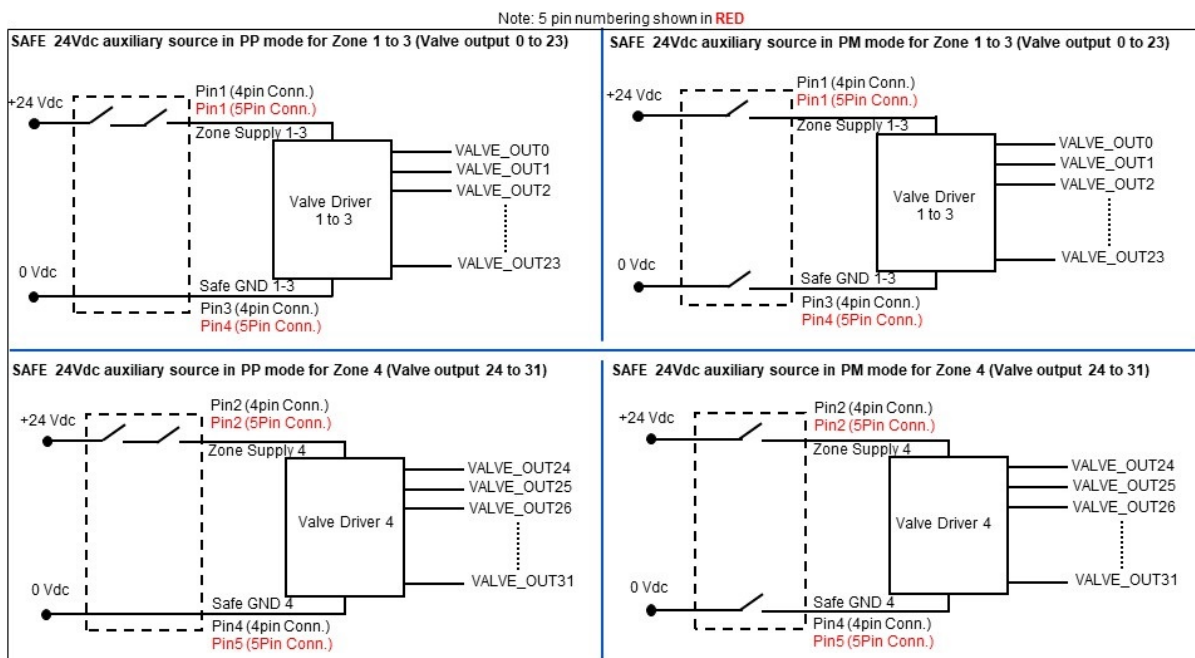 Note: 5 pin numbering shown in RED
SAFE 24Vdc auxiliary source in PP mode for Zone 1 to 3 (Valve output 0 to 23)
Pin1 (4pin Conn.)
+24 Vdc
Pin1 (5Pin Conn.)
Zone Supply 1-3
VALVE_OUT0
VALVE_OUT1
VALVE_OUT2
Valve Driver
1 to 3
VALVE_OUT23
0 Vdc
Safe GND 1-3
Pin3 (4pin Conn.)
Pin4 (5Pin Conn.)
SAFE 24Vdc auxiliary source in PM mode for Zone 1 to 3 (Valve output 0 to 23)
Pin1 (4pin Conn.)
+24 Vdc
Pin1 (5Pin Conn.)
Zone Supply 1-3
VALVE_OUT0
VALVE_OUT1
VALVE_OUT2
Valve Driver
1 to 3
VALVE_OUT23
0 Vdc
Safe GND 1-3
Pin3 (4pin Conn.)
Pin4 (5Pin Conn.)
SAFE 24Vdc auxiliary source in PP mode for Zone 4 (Valve output 24 to 31)
Pin2 (4pin Conn.)
+24 Vdc
Pin2 (5Pin Conn.)
Zone Supply 4
VALVE_OUT24
VALVE_OUT25
VALVE_OUT26
Valve Driver 4
VALVE_OUT31
0 Vdc
Safe GND 4
Pin4 (4pin Conn.)
Pin5 (5Pin Conn.)
SAFE 24Vdc auxiliary source in PM mode for Zone 4 (Valve output 24 to 31)
Pin2 (4pin Conn.)
+24 Vdc
Pin2 (5Pin Conn.)
Zone Supply 4
VALVE_OUT24
VALVE_OUT25
VALVE_OUT26
Valve Driver 4
VALVE_OUT31
0 Vdc
Safe GND 4
Pin4 (4pin Conn.)
Pin5 (5Pin Conn.)